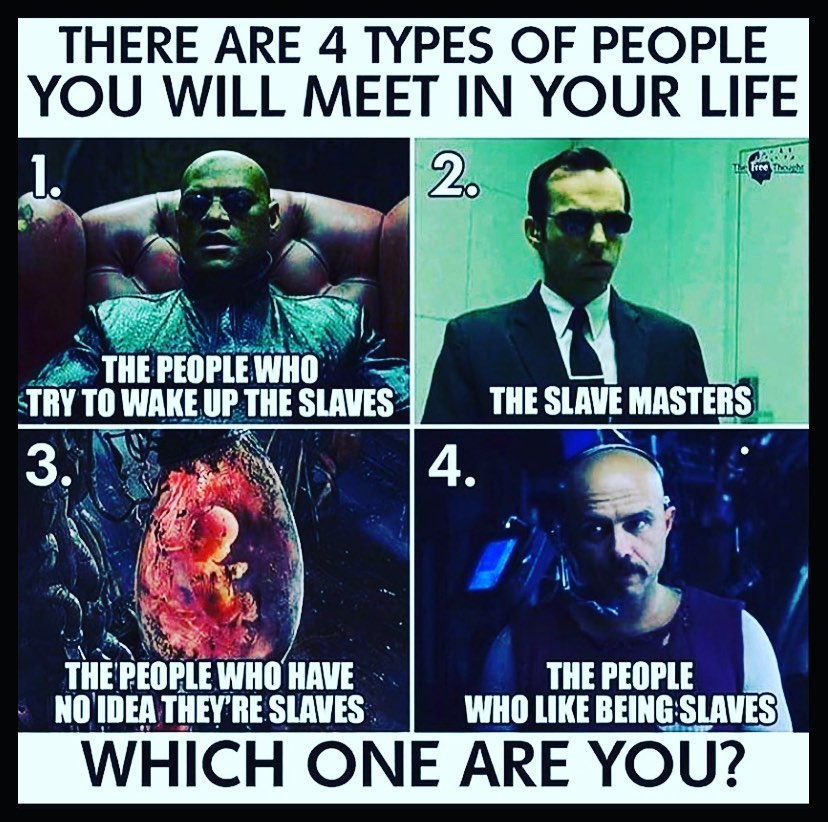 THERE ARE 4 TYPES OF PEOPLE
YOU WILL MEET IN YOUR LIFE
1.
THE PEOPLE WHO
TRY TO WAKE UP THE SLAVES
2.
The Free Thought
THE SLAVE MASTERS
3.
THE PEOPLE WHO HAVE
NO IDEA THEY'RE SLAVES
4.
THE PEOPLE
WHO LIKE BEING SLAVES
WHICH ONE ARE YOU?